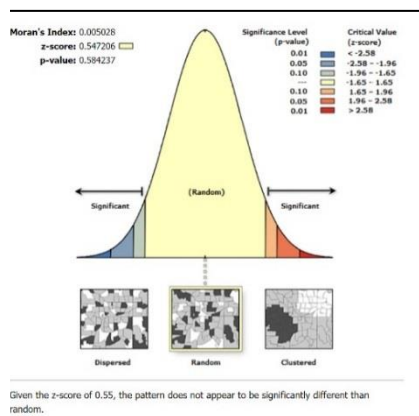 Moran's Index: 0.005028
z-score: 0.547206
p-value: 0.584237
Significance Level
(p-value)
Critical Value
(z-score)
0.01 < -2.58
0.05 -2.58 - -1.96
0.10 -1.96 - -1.65
--- -1.65 - 1.65
0.10 1.65 - 1.96
0.05 1.96 - 2.58
0.01 > 2.58
(Random)
Significant
Significant
Dispersed
Random
Clustered
Given the z-score of 0.55, the pattern does not appear to be significantly different than
random.